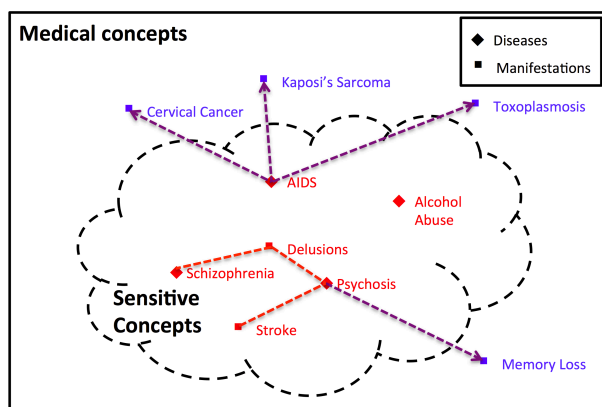 Medical concepts
Diseases
Manifestations
Kaposi's Sarcoma
Cervical Cancer
Toxoplasmosis
AIDS
Alcohol
Abuse
Delusions
Schizophrenia
Psychosis
Sensitive
Concepts
Stroke
Memory Loss